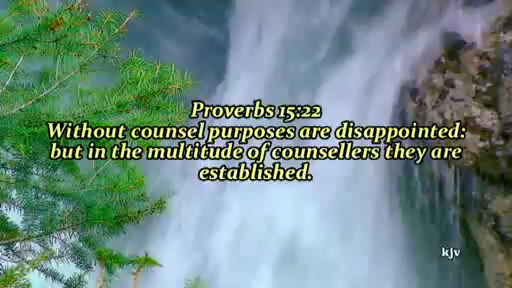 Proverbs 15:22
Without counsel purposes are disappointed:
but in the multitude of counsellers they are
established.
kjv